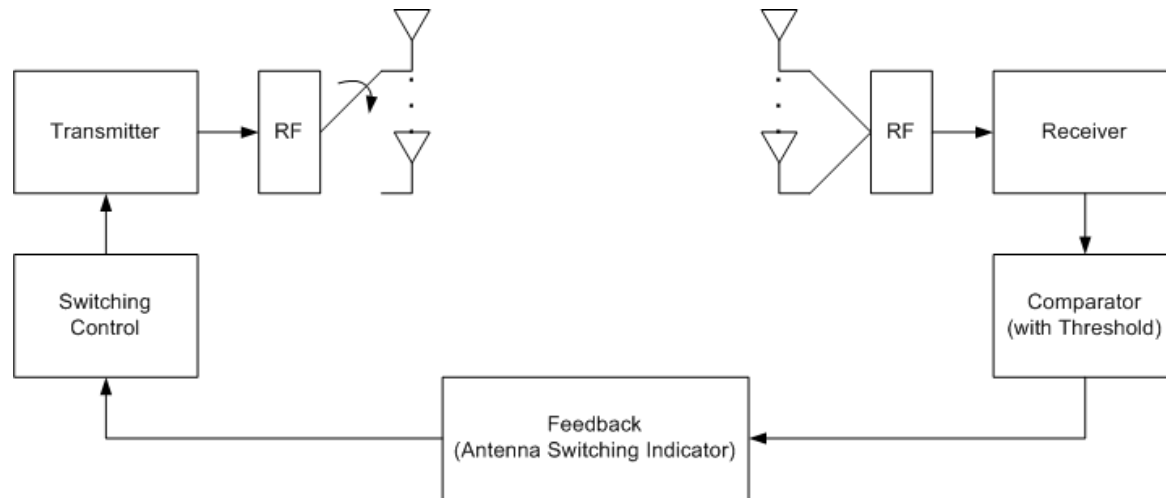 Transmitter
RF
RF
Receiver
Switching
Control
Comparator
(with Threshold)
Feedback
(Antenna Switching Indicator)